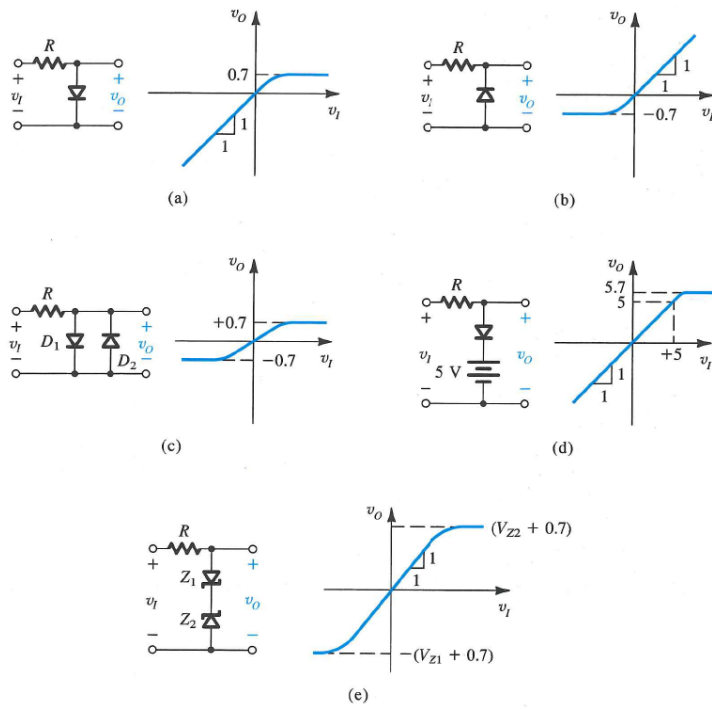 R
+ +
v_I v_O
− −
v_O
0.7
1
1
v_I
(a)
R
+ +
v_I v_O
− −
v_O
1
1
−0.7
v_I
(b)
R
+ +
v_I D_1 v_O
− D_2 −
v_O
+0.7
−0.7
v_I
(c)
R
+ +
v_I v_O
5 V
− −
v_O
5.7
5
+5
1
1
v_I
(d)
R
+ +
Z_1
v_I v_O
Z_2
− −
v_O
(V_Z2 + 0.7)
1
1
v_I
−(V_Z1 + 0.7)
(e)